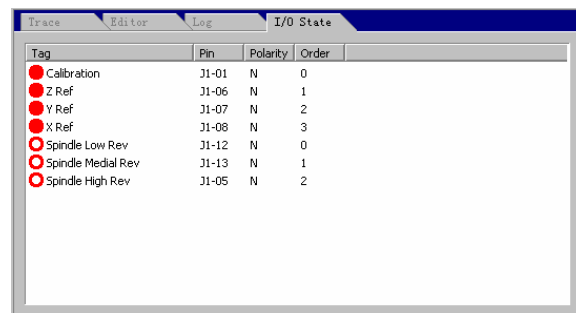 Trace Editor Log I/O State
Tag Pin Polarity Order
Calibration J1-01 N 0
Z Ref J1-06 N 1
Y Ref J1-07 N 2
X Ref J1-08 N 3
Spindle Low Rev J1-12 N 0
Spindle Medial Rev J1-13 N 1
Spindle High Rev J1-05 N 2